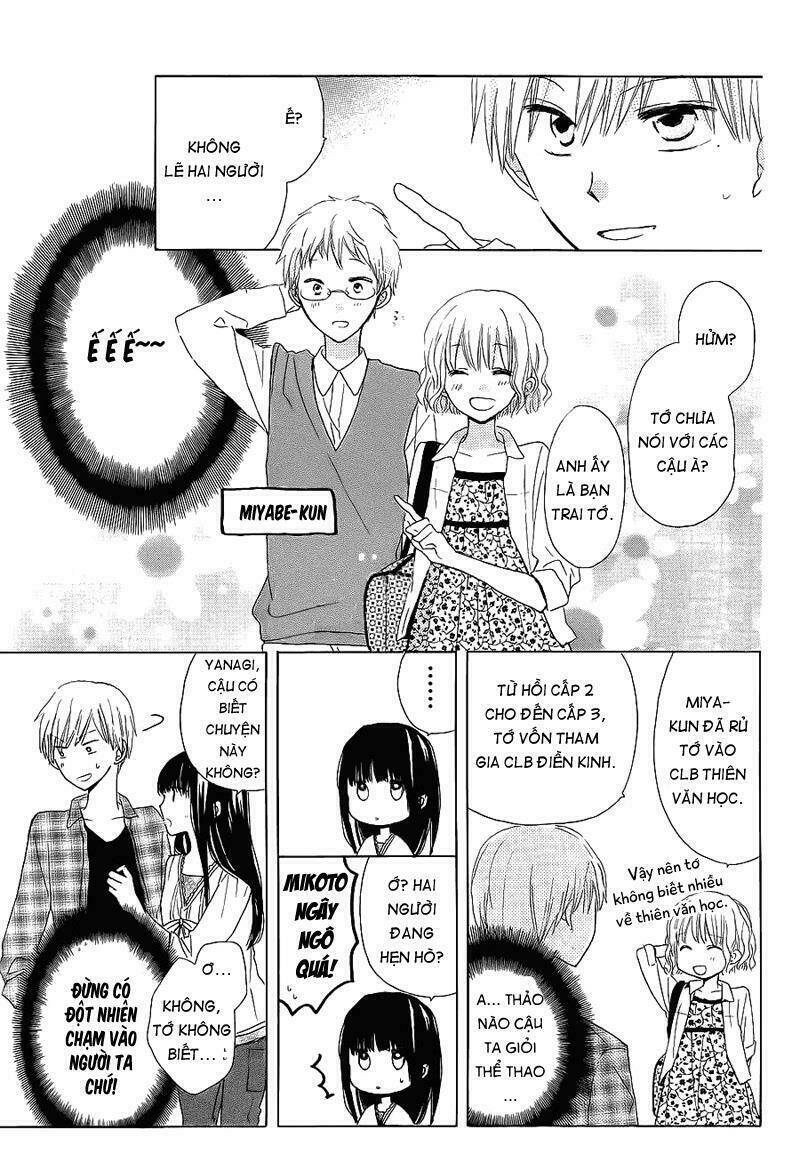 Ế?
KHÔNG
LẼ HAI NGƯỜI
...
HỬM?
TỚ CHƯA
NÓI VỚI CÁC
CẬU À?
ANH ẤY
LÀ BẠN
TRAI TỚ.
MIYABE-KUN
Ế Ế Ế~~
MIYA-
KUN ĐÃ RỦ
TỚ VÀO
CLB THIÊN
VĂN HỌC.
TỪ HỒI CẤP 2
CHO ĐẾN CẤP 3,
TỚ VỐN THAM
GIA CLB ĐIỀN KINH.
Vậy nên tớ
không biết nhiều
về thiên văn học.
A... THẢO
NÀO CẬU
TA GIỎI
THỂ THAO
...
......
Ớ? HAI
NGƯỜI
ĐANG
HẸN HÒ?
MIKOTO
NGÂY
NGÔ
QUÁ!
YANAGI,
CẬU CÓ
BIẾT
CHUYỆN
NÀY
KHÔNG?
Ơ...
KHÔNG,
TỚ KHÔNG
BIẾT...
ĐỪNG CÓ
ĐỘT NHIÊN
CHẠM VÀO
NGƯỜI TA
CHỨ!